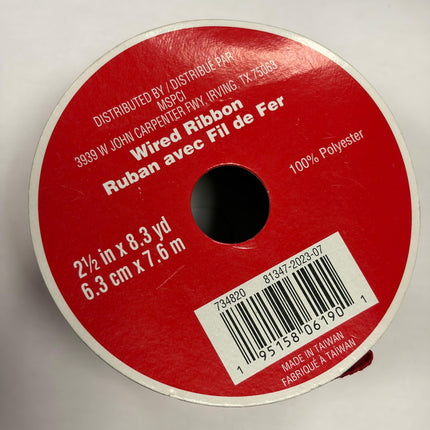 DISTRIBUTED BY / DISTRIBUÉ PAR
MSPCI
3939 W JOHN CARPENTER FWY, IRVING, TX 75063
Wired Ribbon
Ruban avec Fil de Fer
100% Polyester
2½ in x 8.3 yd
6.3 cm x 7.6 m
734820 81347-2023-07
1 95158 06190 1
MADE IN TAIWAN
FABRIQUÉ À TAÏWAN